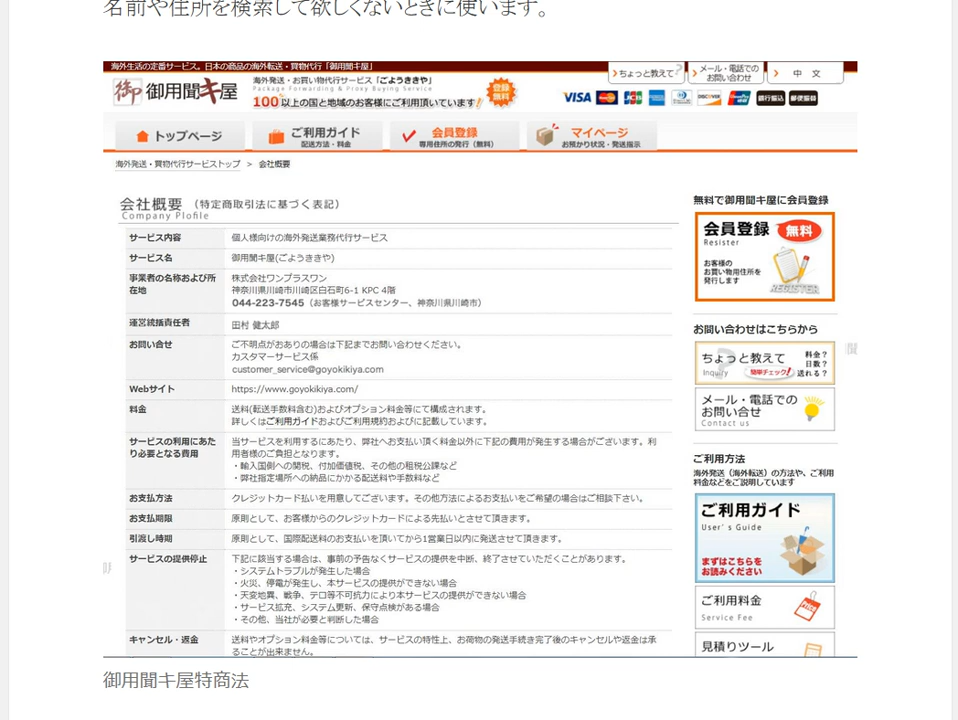 名前や住所を検索して欲しくないときに使います。
海外生活の定番サービス。日本の商品の海外転送・買物代行「御用聞キ屋」
御用聞キ屋
海外発送・お買い物代行サービス「ごようききや」
Package Forwarding & Proxy Buying Service
100以上の国と地域のお客様にご利用頂いています!
登録
無料
ちょっと教えて?
メール・電話での
お問い合わせ
中 文
VISA MasterCard JCB DISCOVER 銀行振込 郵便振替
トップページ
ご利用ガイド
配送方法・料金
会員登録
専用住所の発行(無料)
マイページ
お預かり状況・発送指示
海外発送・買物代行サービストップ > 会社概要
会社概要 (特定商取引法に基づく表記)
Company Plofile
サービス内容 個人様向けの海外発送業務代行サービス
サービス名 御用聞キ屋(ごようききや)
事業者の名称および所在地 株式会社ワンプラスワン
神奈川県川崎市川崎区白石町6-1 KPC 4階
044-223-7545(お客様サービスセンター、神奈川県川崎市)
運営統括責任者 田村 健太郎
お問い合せ ご不明点がおありの場合は下記までお問い合わせください。
カスタマーサービス係
customer_service@goyokikiya.com
Webサイト https://www.goyokikiya.com/
料金 送料(転送手数料含む)およびオプション料金等にて構成されます。
詳しくはご利用ガイドおよびご利用規約およびに記載しています。
サービスの利用にあたり必要となる費用 当サービスを利用するにあたり、弊社へお支払い頂く料金以外に下記の費用が発生する場合がございます。利
用者様のご負担となります。
・輸入国側への関税、付加価値税、その他の租税公課など
・弊社指定場所への納品にかかる配送料や手数料など
お支払方法 クレジットカード払いを用意してございます。その他方法によるお支払いをご希望の場合はご相談下さい。
お支払期限 原則として、お客様からのクレジットカードによる先払いとさせて頂きます。
引渡し時期 原則として、国際配送料のお支払いを頂いてから1営業日以内に発送させて頂きます。
サービスの提供停止 下記に該当する場合は、事前の予告なくサービスの提供を中断、終了させていただくことがあります。
・システムトラブルが発生した場合
・火災、停電が発生し、本サービスの提供ができない場合
・天変地異、戦争、テロ等不可抗力により本サービスの提供ができない場合
・サービス拡充、システム更新、保守点検がある場合
・その他、当社が必要と判断した場合
キャンセル・返金 送料やオプション料金等については、サービスの特性上、お荷物の発送手続き完了後のキャンセルや返金は承
ることが出来ません。
無料で御用聞キ屋に会員登録
会員登録 無料
Resister
お客様の
お買い物用住所を
発行します
REGISTER
お問い合わせはこちらから
ちょっと教えて
Inquiry
簡単チェック!
料金?
日数?
送れる?
メール・電話での
お問い合せ
Contact us
ご利用方法
海外発送(海外転送)の方法や、ご利用
料金などをご説明しています
ご利用ガイド
User's Guide
まずはこちらを
お読みください
ご利用料金
Service Fee
見積りツール
御用聞キ屋特商法